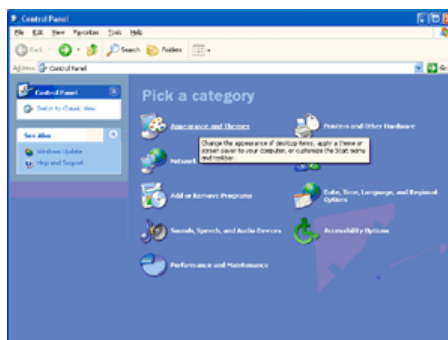 Control Panel
File Edit View Favorites Tools Help
Back Search Folders
Address Control Panel Go
Control Panel
Switch to Classic View
See Also
Windows Update
Help and Support
Pick a category
Appearance and Themes
Printers and Other Hardware
Change the appearance of desktop items, apply a theme or
screen saver to your computer, or customize the Start menu
and taskbar.
Network
Add or Remove Programs
Date, Time, Language, and Regional
Options
Sounds, Speech, and Audio Devices
Accessibility Options
Performance and Maintenance